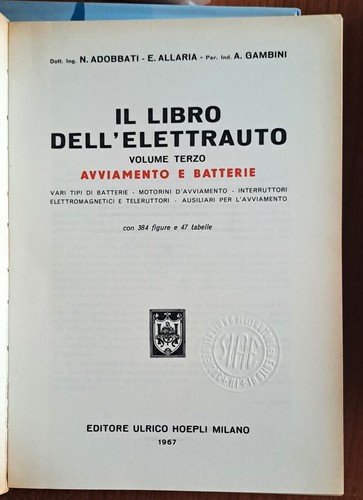 Dott. Ing. N. ADOBBATI - E. ALLARIA - Per. Ind. A. GAMBINI
IL LIBRO
DELL'ELETTRAUTO
VOLUME TERZO
AVVIAMENTO E BATTERIE
VARI TIPI DI BATTERIE - MOTORINI D'AVVIAMENTO - INTERRUTTORI
ELETTROMAGNETICI E TELERUTTORI - AUSILIARI PER L'AVVIAMENTO
con 384 figure e 47 tabelle
SIAE
EDITORE ULRICO HOEPLI MILANO
1967